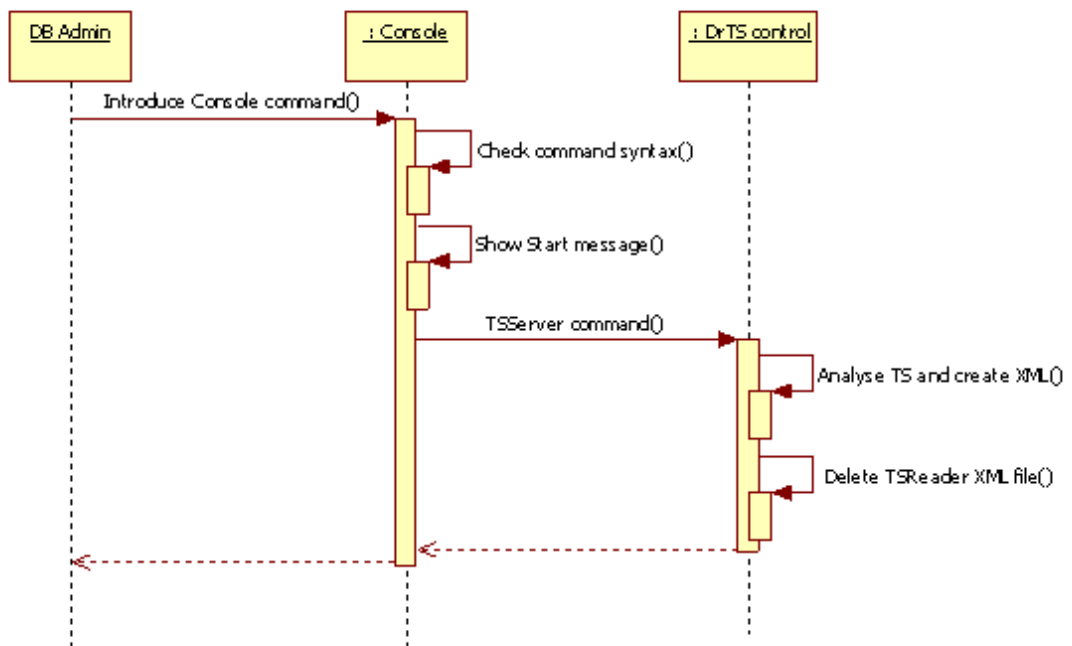 DB Admin
: Console
: DrTS control
Introduce Console command()
Check command syntax()
Show Start message()
TSServer command()
Analyse TS and create XML()
Delete TSReader XML file()